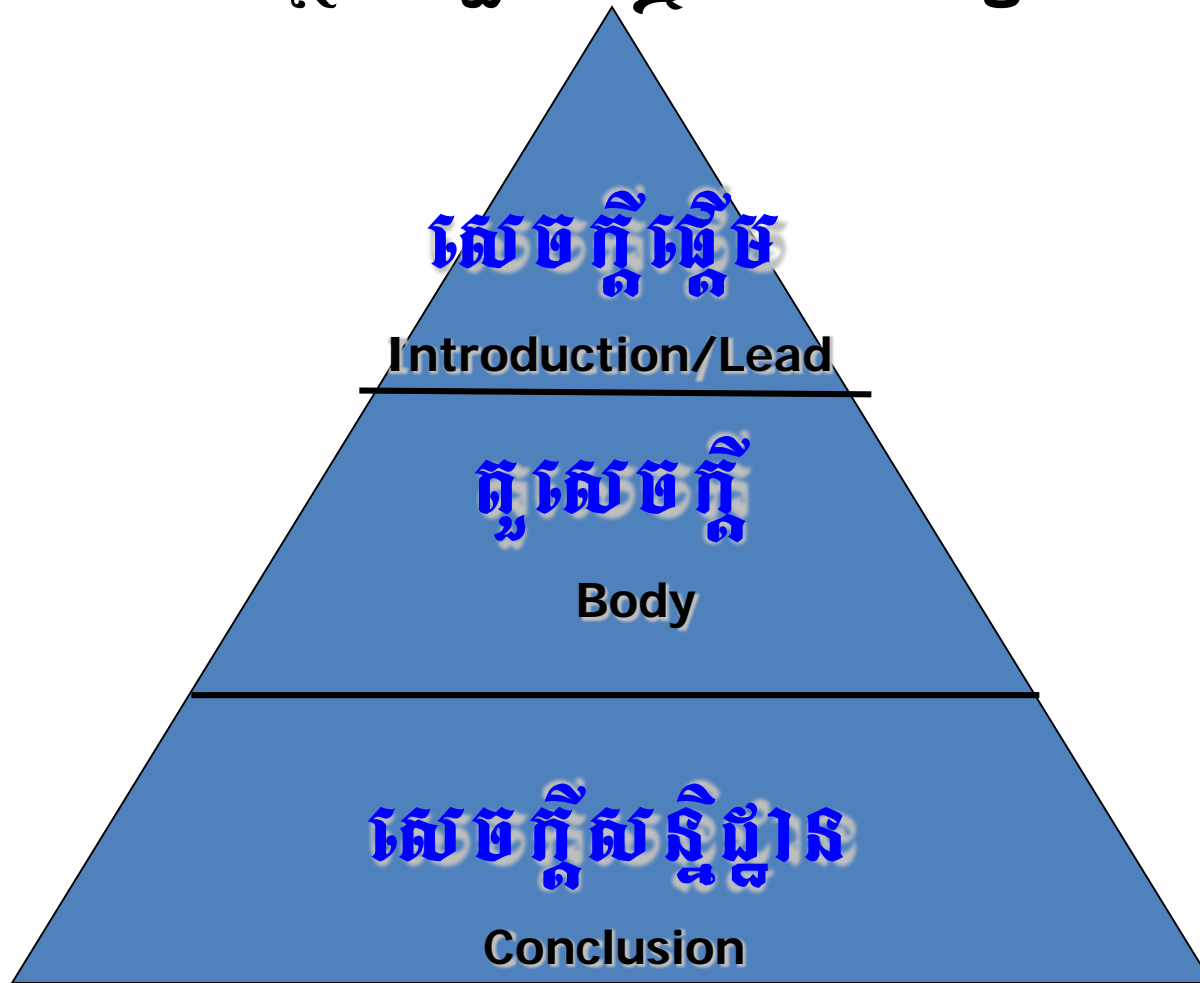 សេចក្តីផ្តើម
Introduction/Lead
តួសេចក្តី
Body
សេចក្តីសន្និដ្ឋាន
Conclusion